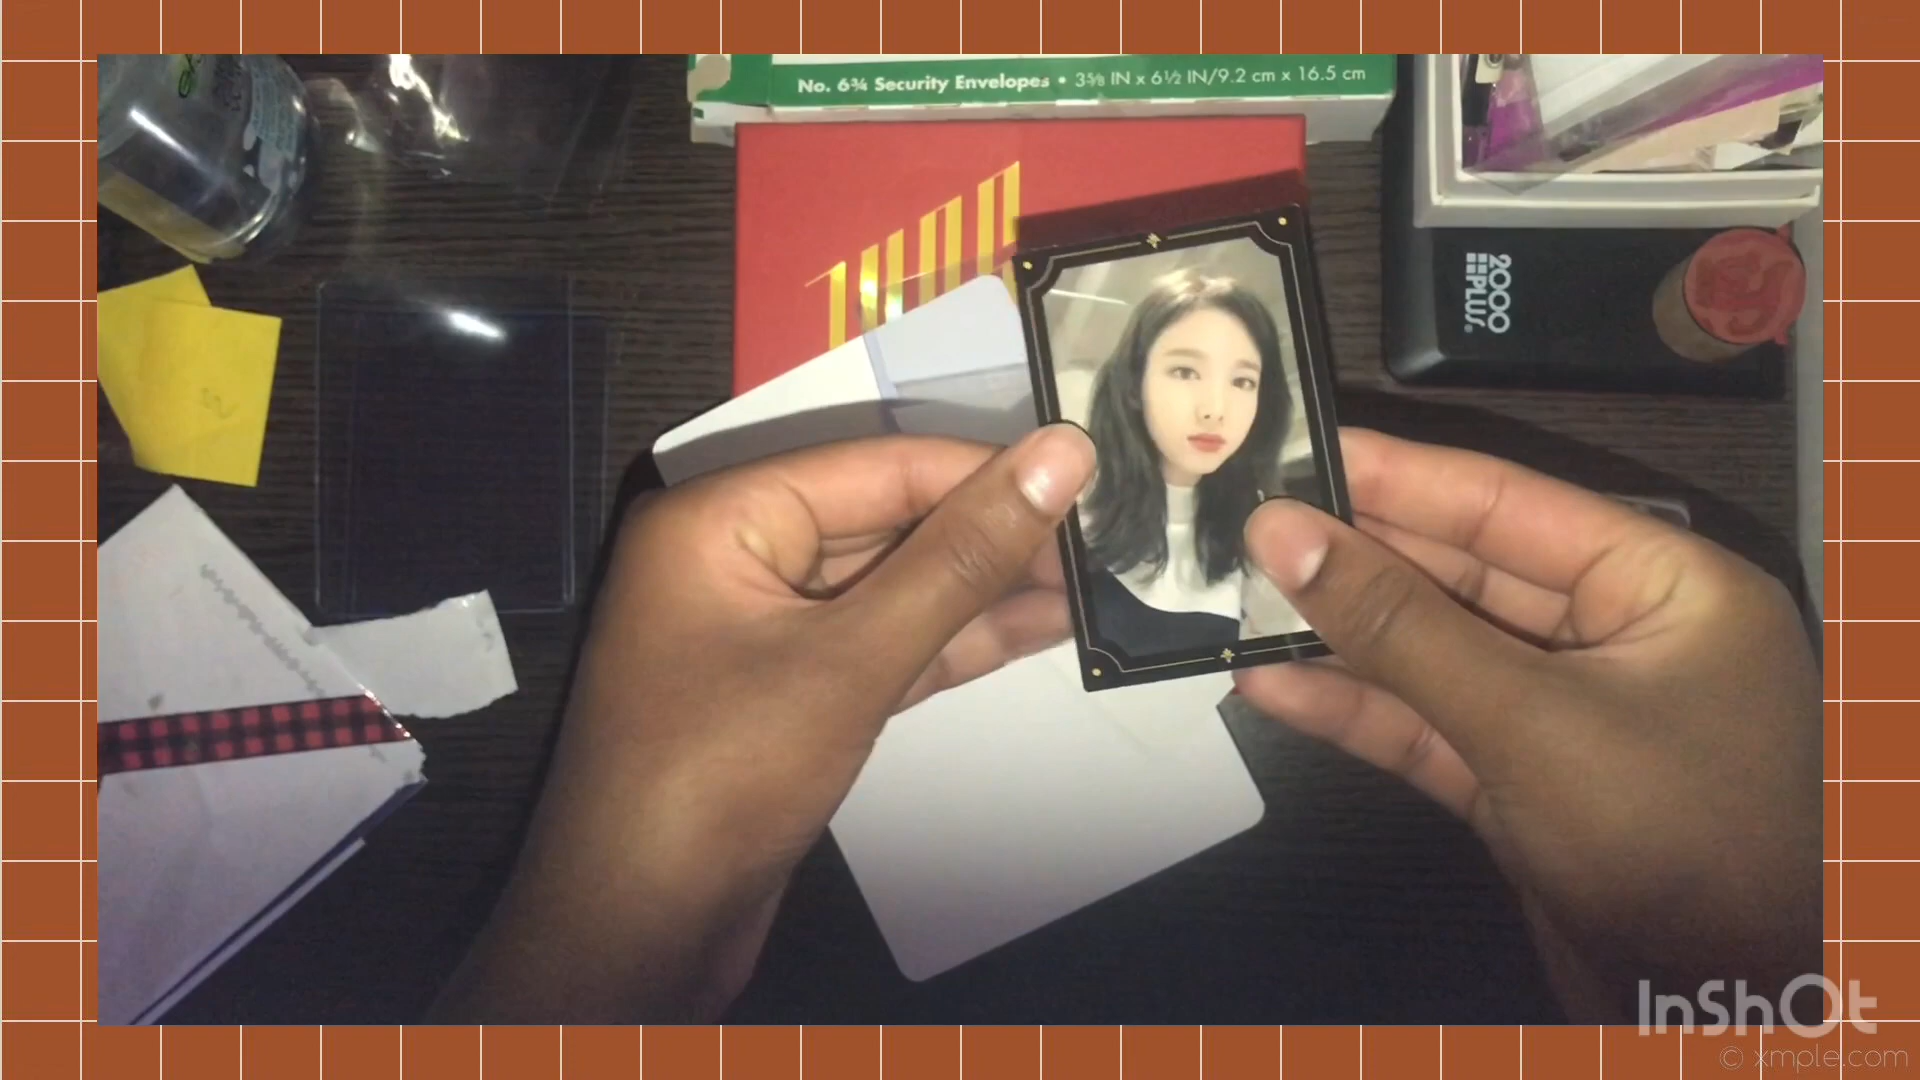 No. 6¾ Security Envelopes • 3⅝ IN x 6½ IN/9.2 cm x 16.5 cm
2000
PLUS®
InShOt
© xmple.com